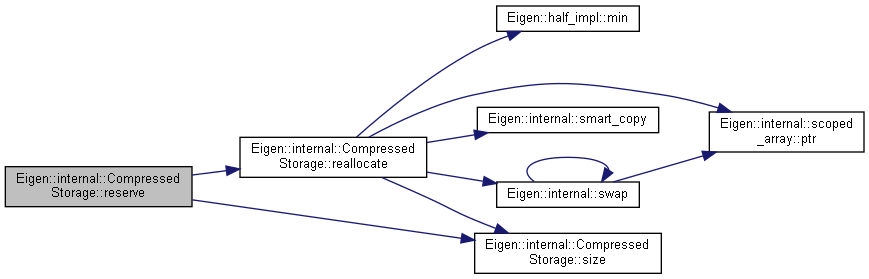 Eigen::half_impl::min
Eigen::internal::smart_copy
Eigen::internal::scoped
_array::ptr
Eigen::internal::Compressed
Storage::reallocate
Eigen::internal::Compressed
Storage::reserve
Eigen::internal::swap
Eigen::internal::Compressed
Storage::size